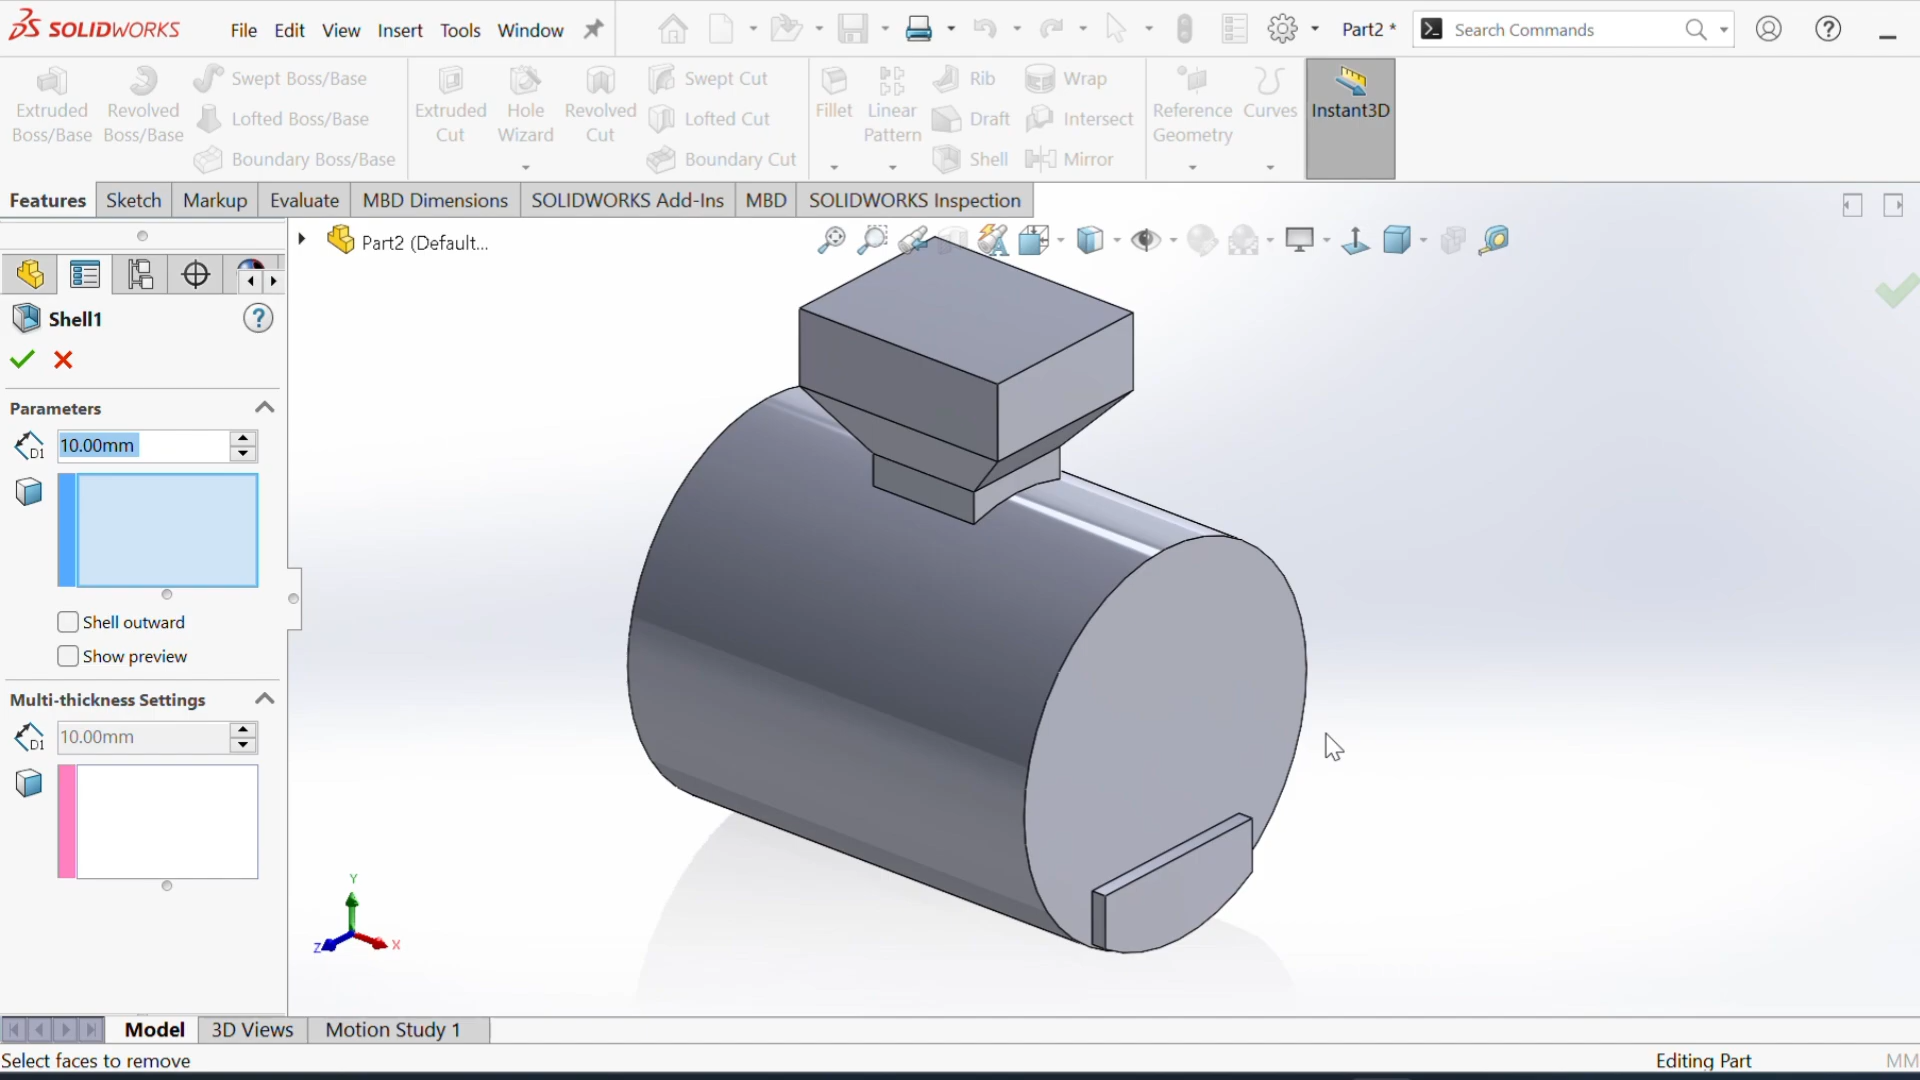 SOLIDWORKS File Edit View Insert Tools Window Part2 * Search Commands
Extruded Boss/Base
Revolved Boss/Base
Swept Boss/Base
Lofted Boss/Base
Boundary Boss/Base
Extruded Cut
Hole Wizard
Revolved Cut
Swept Cut
Lofted Cut
Boundary Cut
Fillet
Linear Pattern
Rib
Draft
Shell
Wrap
Intersect
Mirror
Reference Geometry
Curves
Instant3D
Features Sketch Markup Evaluate MBD Dimensions SOLIDWORKS Add-Ins MBD SOLIDWORKS Inspection
Part2 (Default...
Shell1
?
Parameters
D1 10.00mm
Shell outward
Show preview
Multi-thickness Settings
D1 10.00mm
Y
Z X
Model 3D Views Motion Study 1
Select faces to remove Editing Part MM